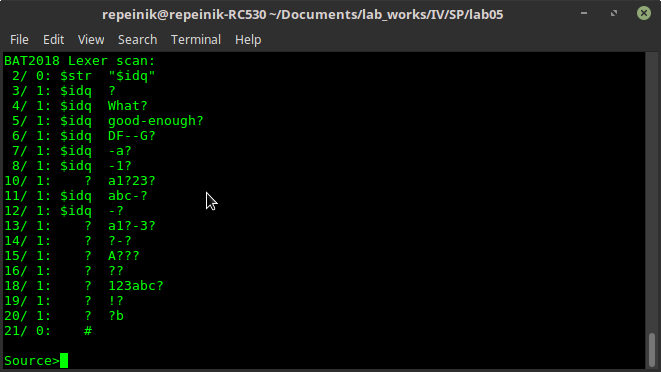 repeinik@repeinik-RC530 ~/Documents/lab_works/IV/SP/lab05
File Edit View Search Terminal Help
BAT2018 Lexer scan:
 2/ 0: $str  "$idq"
 3/ 1: $idq  ?
 4/ 1: $idq  What?
 5/ 1: $idq  good-enough?
 6/ 1: $idq  DF--G?
 7/ 1: $idq  -a?
 8/ 1: $idq  -1?
10/ 1:    ?  a1?23?
11/ 1: $idq  abc-?
12/ 1: $idq  -?
13/ 1:    ?  a1?-3?
14/ 1:    ?  ?-?
15/ 1:    ?  A???
16/ 1:    ?  ??
18/ 1:    ?  123abc?
19/ 1:    ?  !?
20/ 1:    ?  ?b
21/ 0:    #
Source>